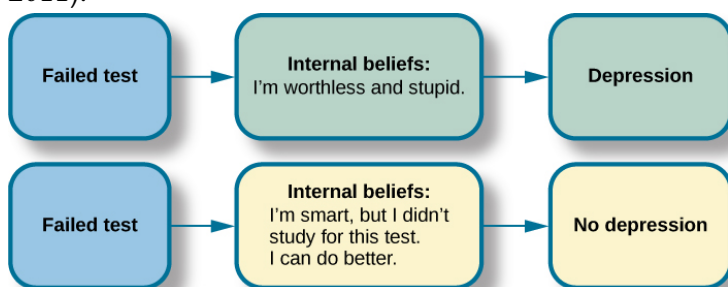 Failed test
Internal beliefs:
I'm worthless and stupid.
Depression
Failed test
Internal beliefs:
I'm smart, but I didn't
study for this test.
I can do better.
No depression